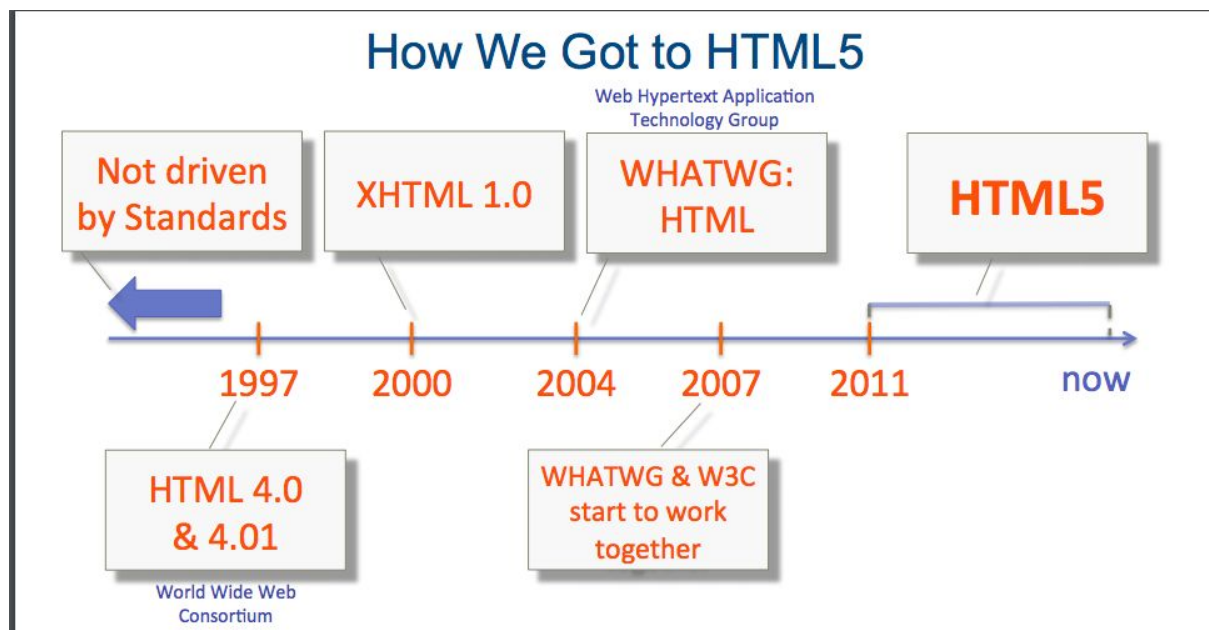 How We Got to HTML5
Web Hypertext Application
Technology Group
Not driven
by Standards
XHTML 1.0
WHATWG:
HTML
HTML5
1997
2000
2004
2007
2011
now
HTML 4.0
& 4.01
World Wide Web
Consortium
WHATWG & W3C
start to work
together